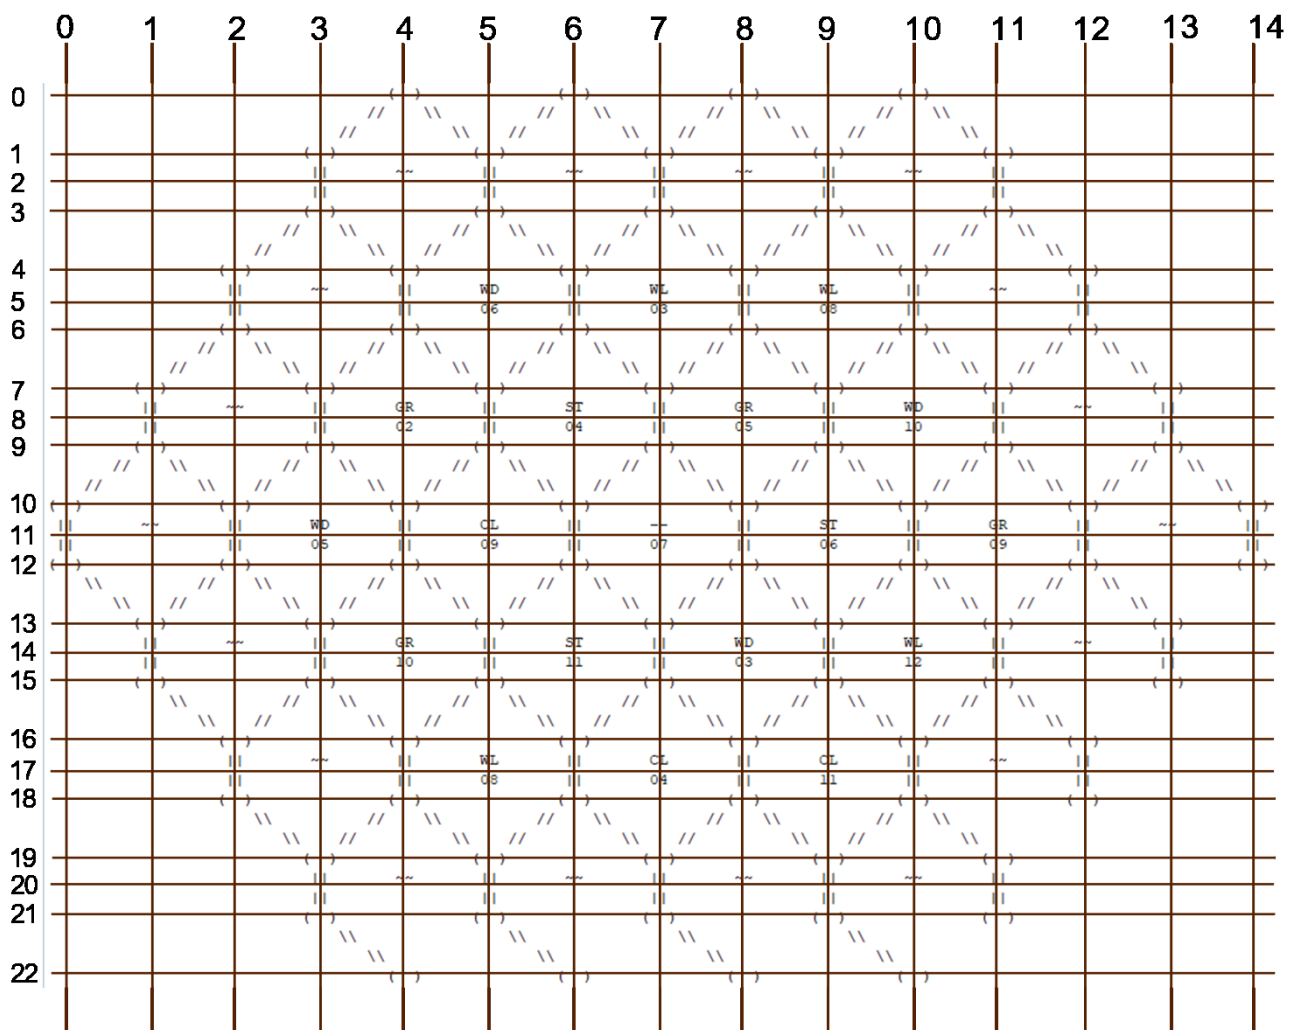 0 1 2 3 4 5 6 7 8 9 10 11 12 13 14
0
1
~~ ~~ ~~ ~~
2
3
4
~~ WD WL WL ~~
5
06 03 08
6
7
~~ GR ST GR WD ~~
8
02 04 05 10
9
10
~~ WD CL -- ST GR ~~
11
05 09 07 06 09
12
13
~~ GR ST WD WL ~~
14
10 11 03 12
15
16
~~ WL CL CL ~~
17
08 04 11
18
19
~~ ~~ ~~ ~~
20
21
22